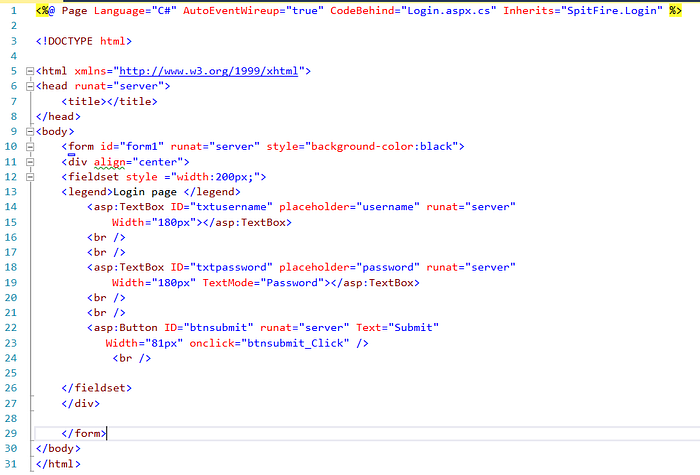 1 <%@ Page Language="C#" AutoEventWireup="true" CodeBehind="Login.aspx.cs" Inherits="SpitFire.Login" %>
2
3 <!DOCTYPE html>
4
5 <html xmlns="http://www.w3.org/1999/xhtml">
6 <head runat="server">
7     <title></title>
8 </head>
9 <body>
10     <form id="form1" runat="server" style="background-color:black">
11     <div align="center">
12     <fieldset style ="width:200px;">
13     <legend>Login page </legend>
14         <asp:TextBox ID="txtusername" placeholder="username" runat="server"
15             Width="180px"></asp:TextBox>
16         <br />
17         <br />
18         <asp:TextBox ID="txtpassword" placeholder="password" runat="server"
19             Width="180px" TextMode="Password"></asp:TextBox>
20         <br />
21         <br />
22         <asp:Button ID="btnsubmit" runat="server" Text="Submit"
23            Width="81px" onclick="btnsubmit_Click" />
24             <br />
25
26     </fieldset>
27     </div>
28
29     </form>
30 </body>
31 </html>